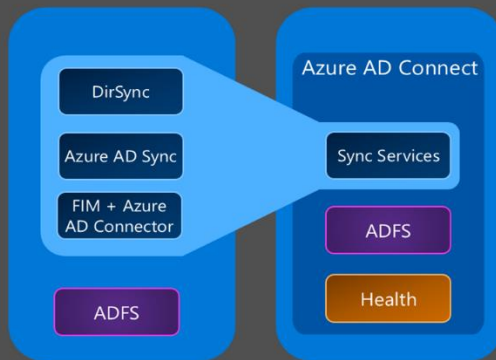 DirSync
Azure AD Sync
FIM + Azure
AD Connector
ADFS
Azure AD Connect
Sync Services
ADFS
Health